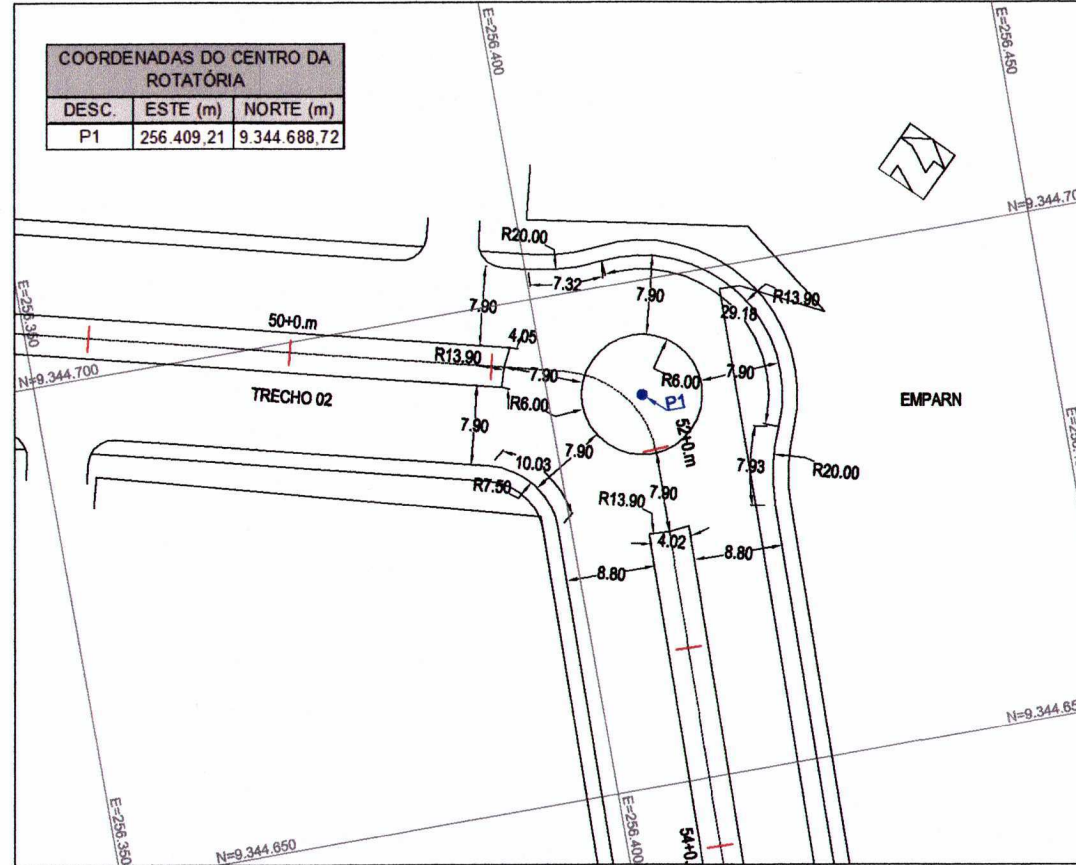 COORDENADAS DO CENTRO DA
ROTATÓRIA
DESC. ESTE (m) NORTE (m)
P1 256.409,21 9.344.688,72
E=256.400
E=256.450
N=9.344.70
R20.00
7.32
7.90
7.90
R13.90
29.18
E=256.350
50+0.m
4.05
R13.90
7.90
7.90
N=9.344.700
R6.00
R6.00
P1
TRECHO 02
EMPARN
7.90
52+0.m
7.90
10.03
7.93
R20.00
R7.50
7.90
R13.90
4.02
8.80
8.80
N=9.344.65
E=256.350
E=256.400
N=9.344.650
54+0.